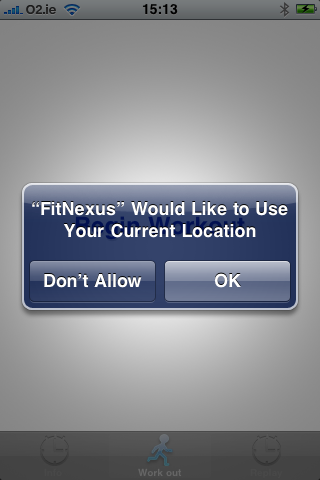 O2.ie 15:13
“FitNexus” Would Like to Use
Your Current Location
Begin Workout
Don’t Allow OK
Work out